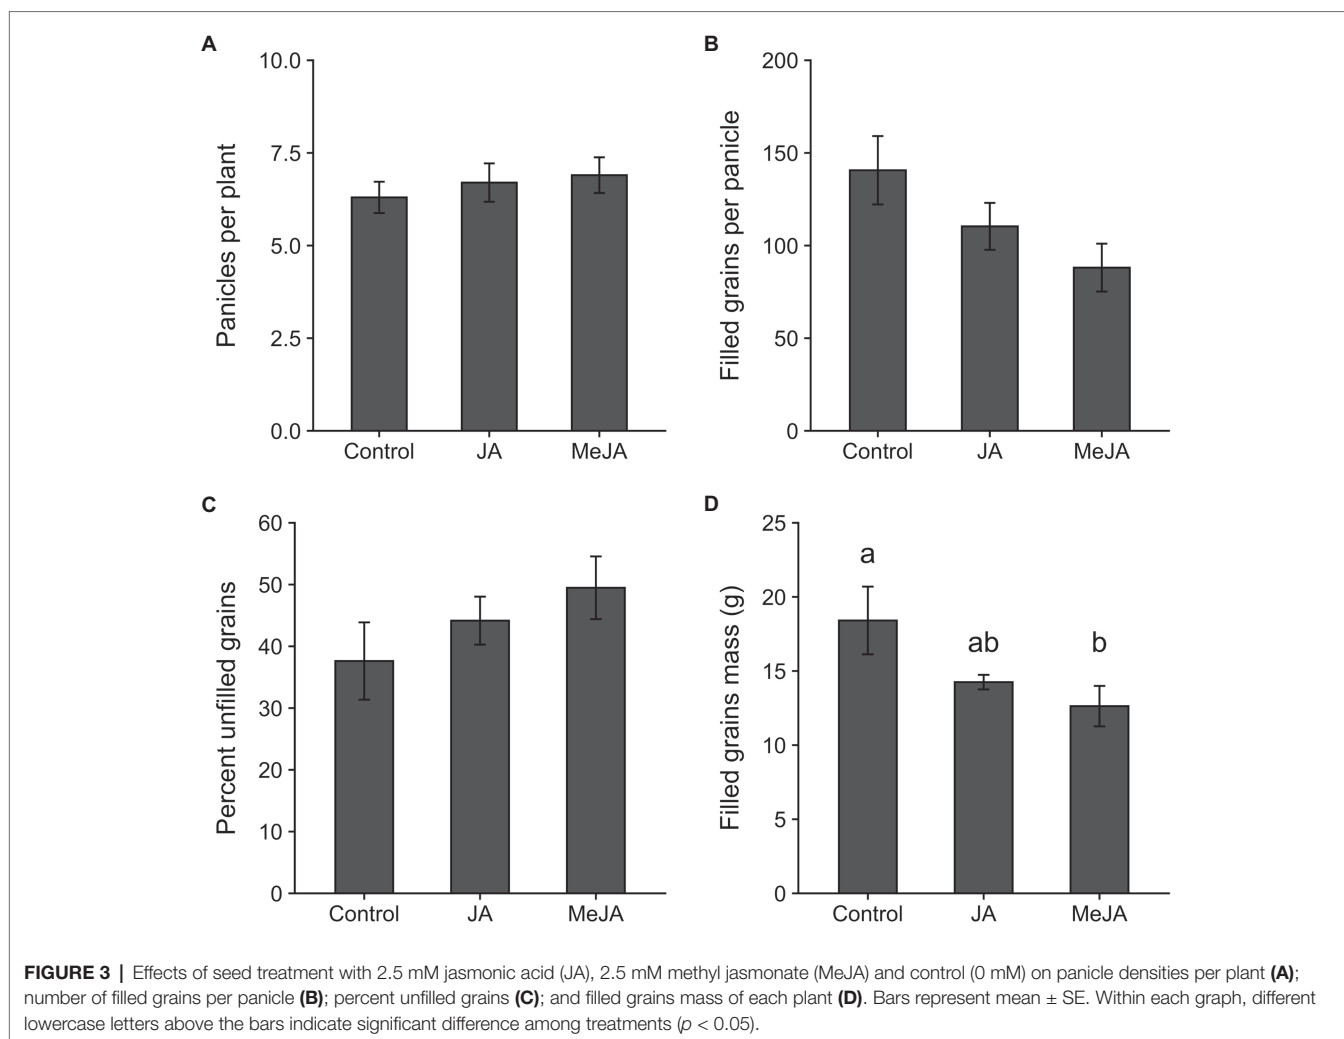 A
Panicles per plant
10.0
7.5
5.0
2.5
0.0
Control JA MeJA
B
Filled grains per panicle
200
150
100
50
0
Control JA MeJA
C
Percent unfilled grains
60
50
40
30
20
10
0
Control JA MeJA
D
Filled grains mass (g)
25
20
15
10
5
0
a
ab
b
Control JA MeJA
FIGURE 3 | Effects of seed treatment with 2.5 mM jasmonic acid (JA), 2.5 mM methyl jasmonate (MeJA) and control (0 mM) on panicle densities per plant (A);
number of filled grains per panicle (B); percent unfilled grains (C); and filled grains mass of each plant (D). Bars represent mean ± SE. Within each graph, different
lowercase letters above the bars indicate significant difference among treatments (p < 0.05).